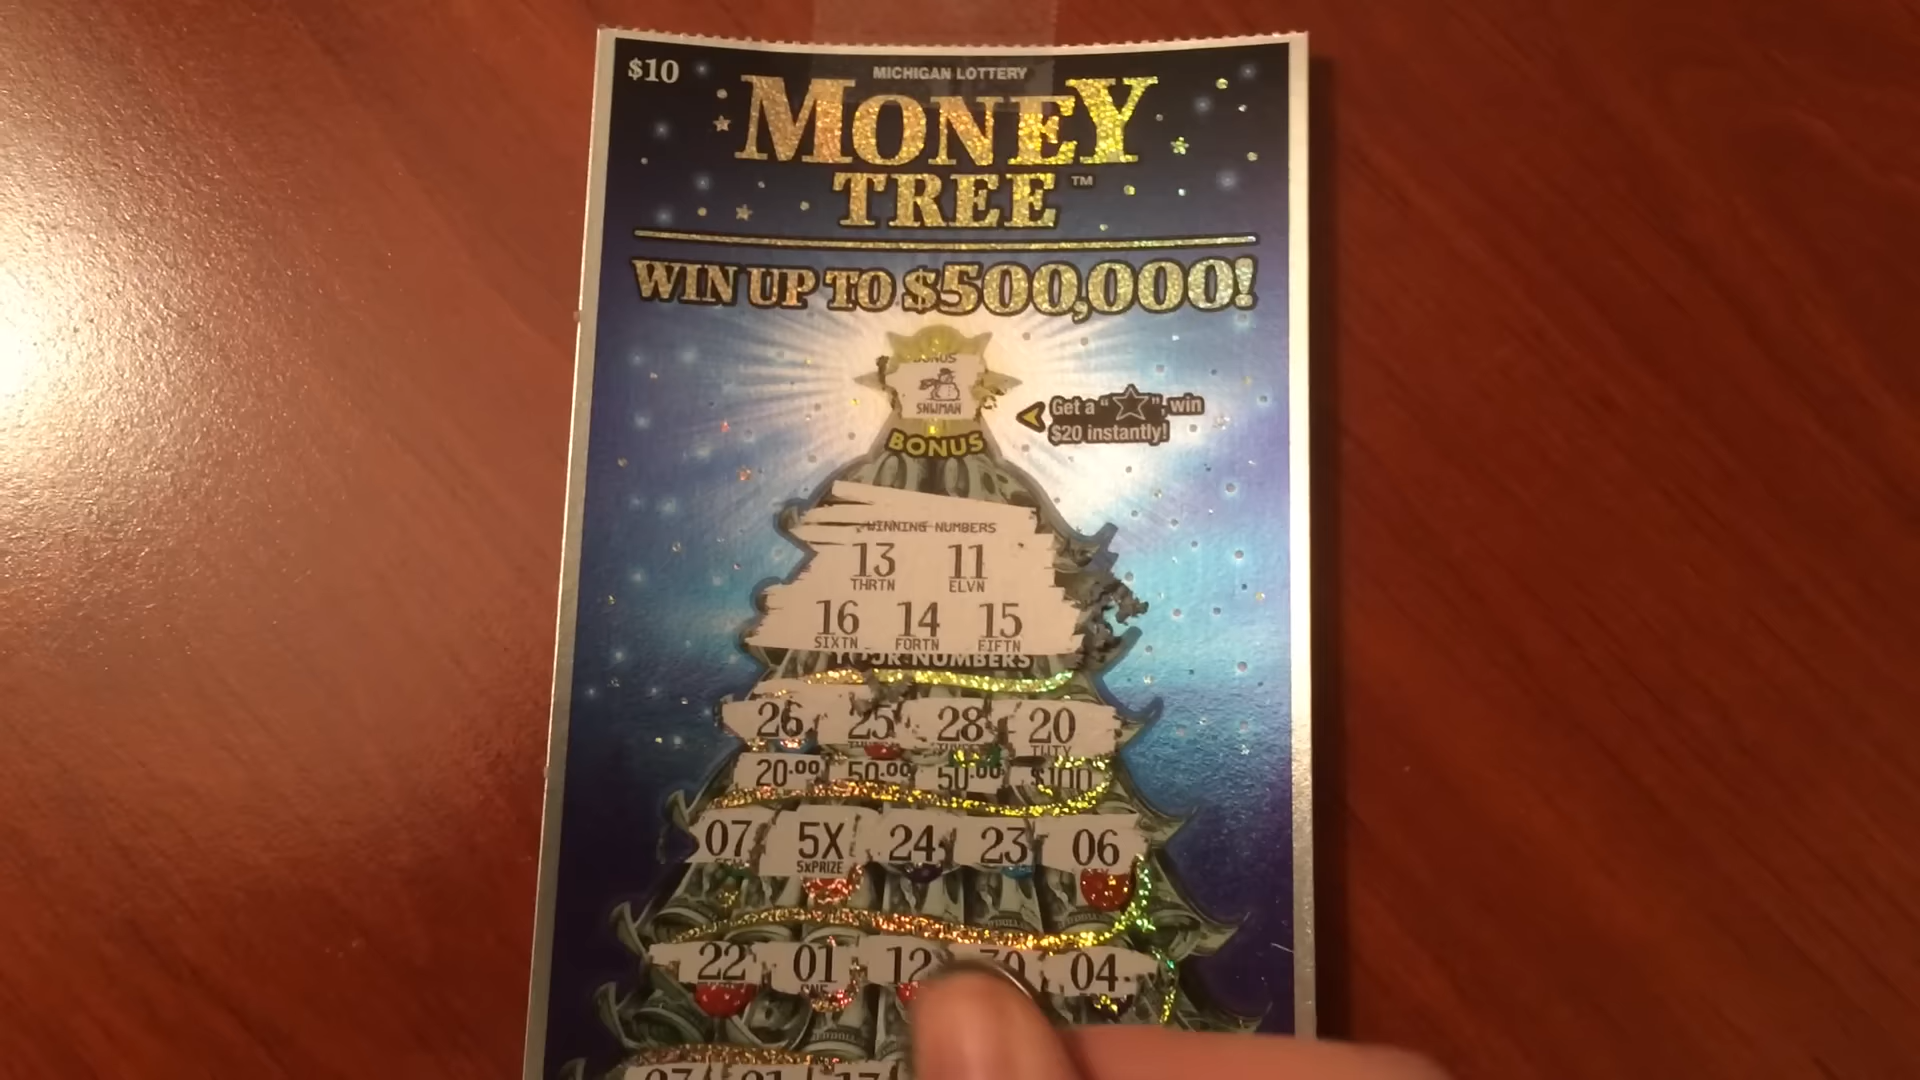 $10
MICHIGAN LOTTERY
MONEY
TREE™
WIN UP TO $500,000!
BONUS
SNWMAN
BONUS
Get a "☆", win
$20 instantly!
WINNING NUMBERS
13 11
THRTN ELVN
16 14 15
SIXTN FORTN FIFTN
YOUR NUMBERS
26 25 28 20
TWTY
20.00 50.00 50.00 $100
07 5X 24 23 06
5XPRIZE
22 01 12 30 04
ONE